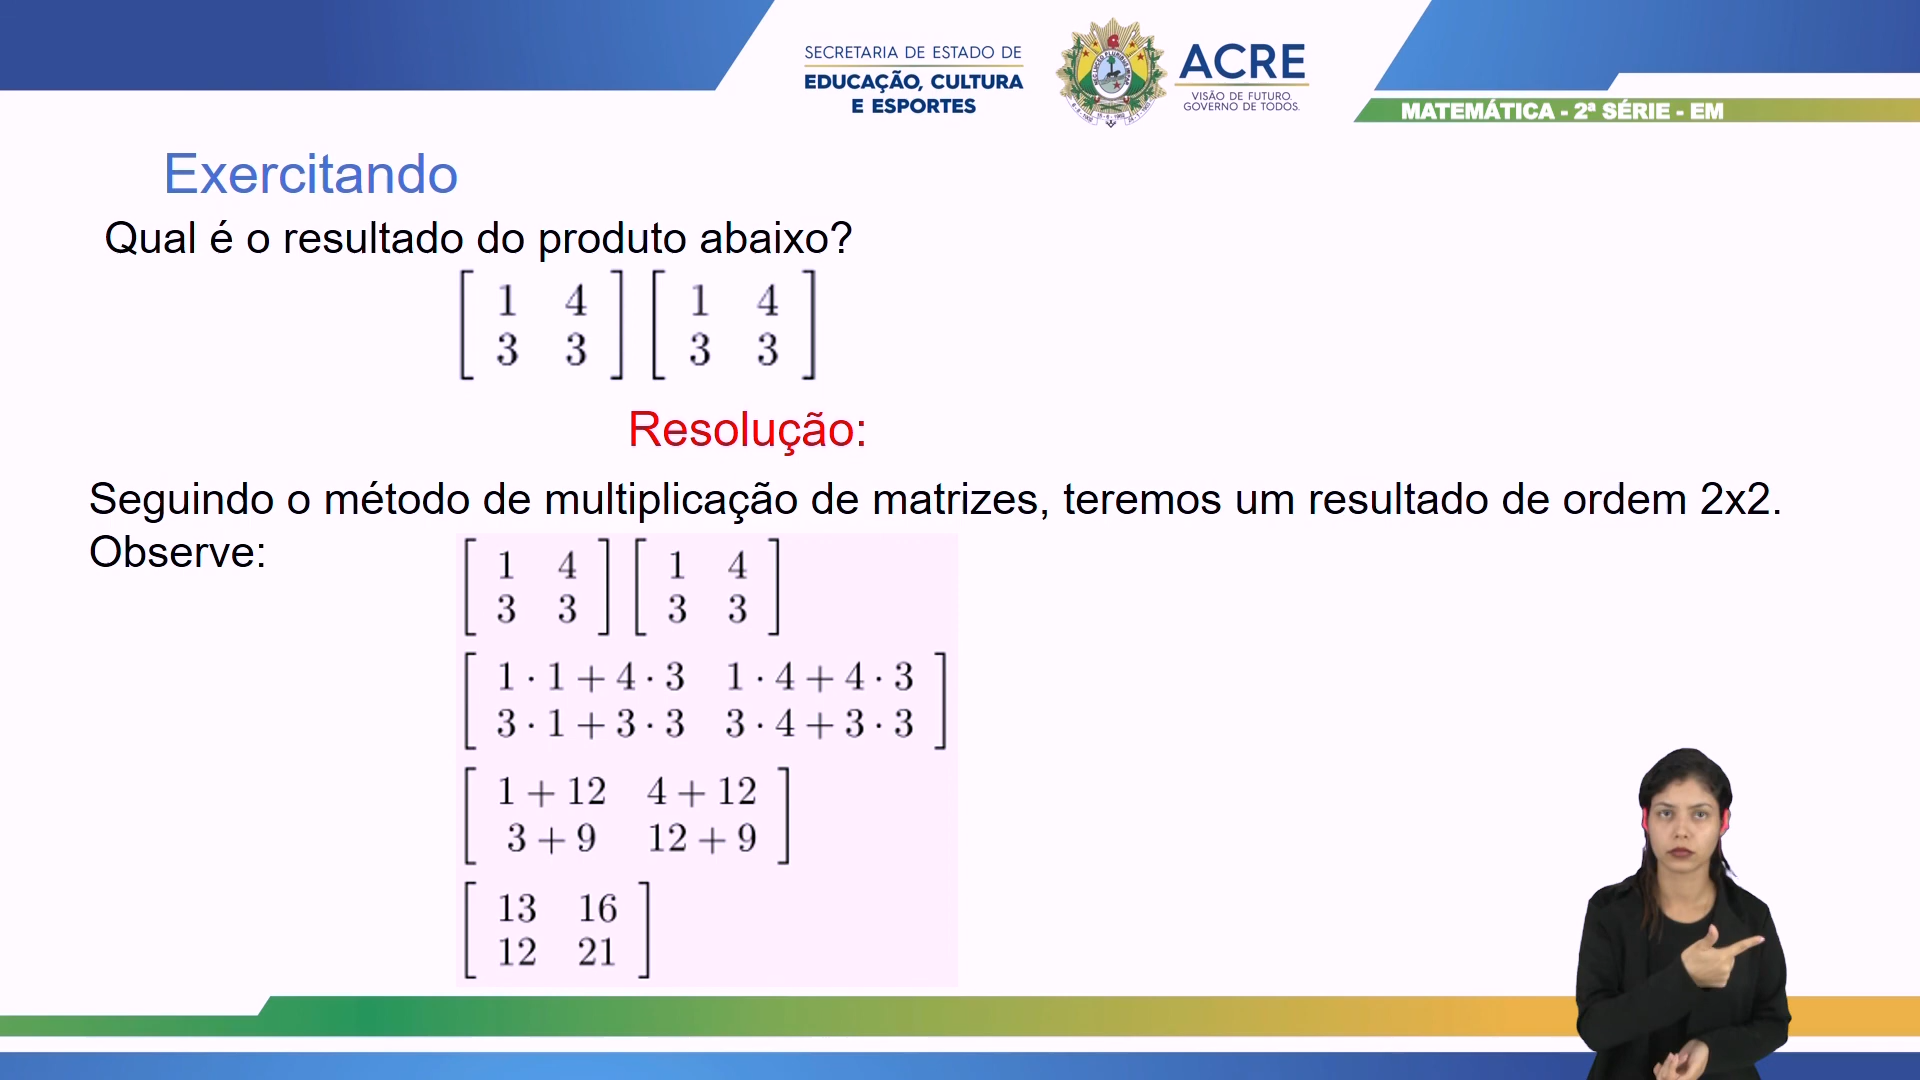 SECRETARIA DE ESTADO DE
EDUCAÇÃO, CULTURA
E ESPORTES
ACRE
VISÃO DE FUTURO.
GOVERNO DE TODOS.
MATEMÁTICA - 2ª SÉRIE - EM
Exercitando
Qual é o resultado do produto abaixo?
1 4 1 4
3 3 3 3
Resolução:
Seguindo o método de multiplicação de matrizes, teremos um resultado de ordem 2x2.
Observe:
1 4 1 4
3 3 3 3
1 · 1 + 4 · 3 1 · 4 + 4 · 3
3 · 1 + 3 · 3 3 · 4 + 3 · 3
1 + 12 4 + 12
3 + 9 12 + 9
13 16
12 21